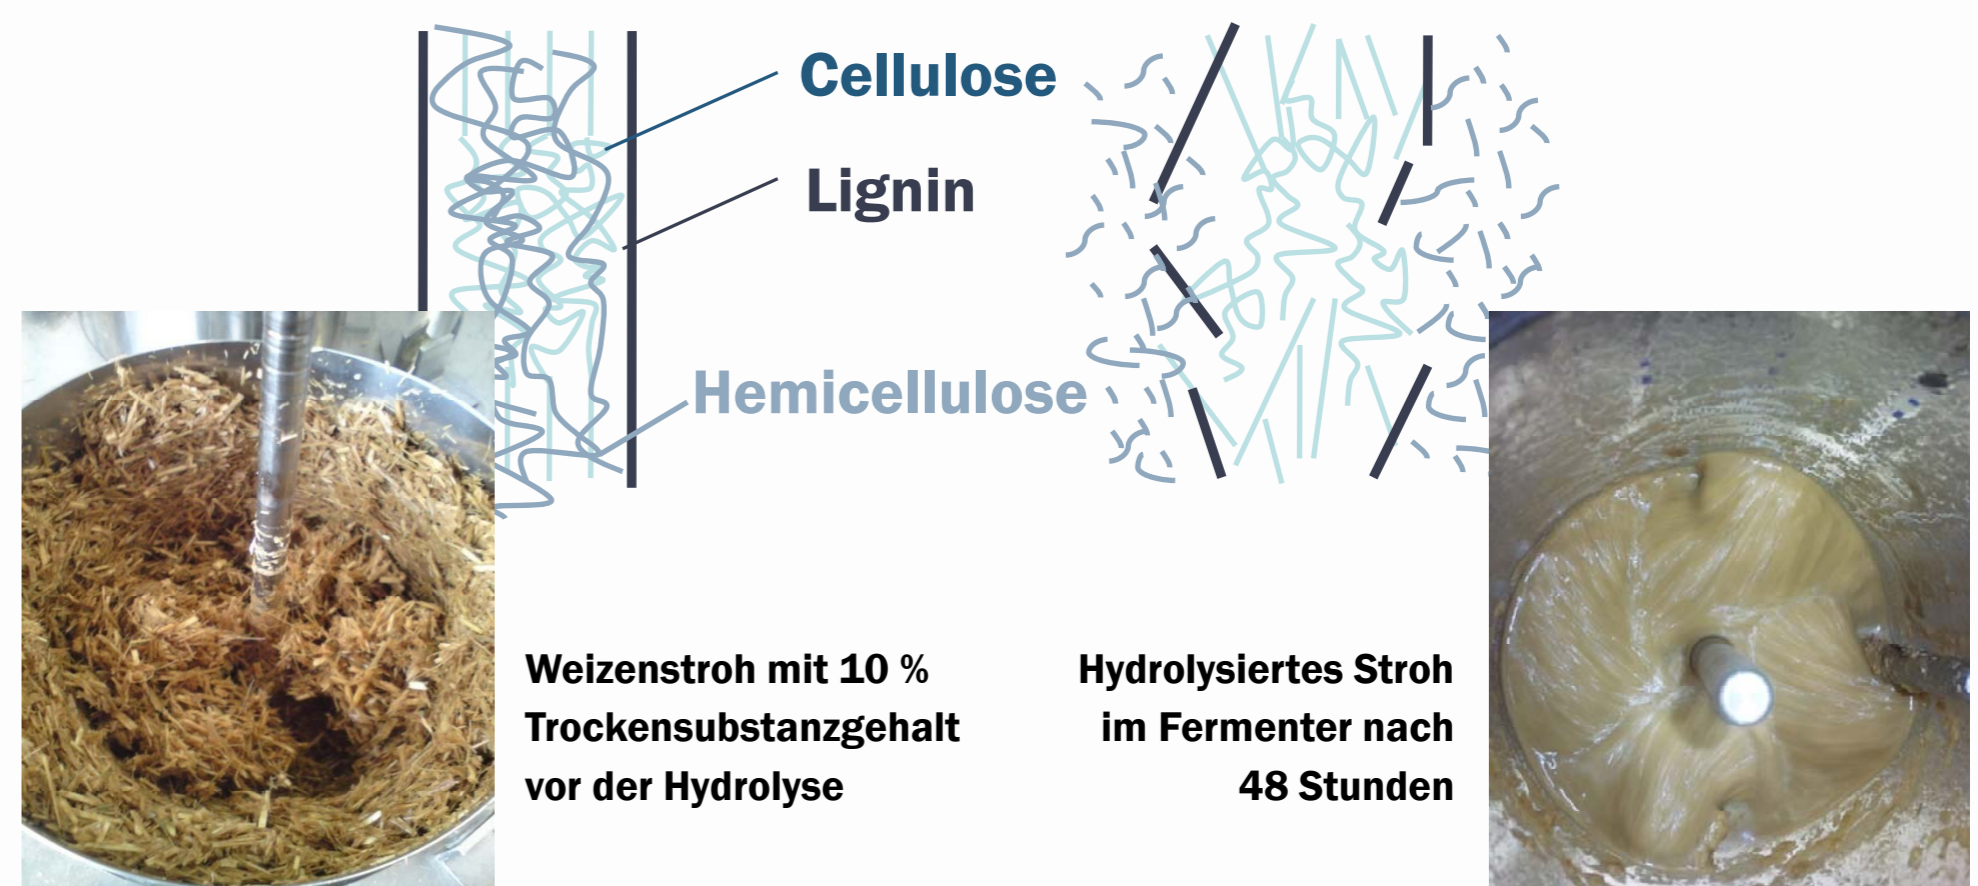 Cellulose
Lignin
Hemicellulose
Weizenstroh mit 10 %
Trockensubstanzgehalt
vor der Hydrolyse
Hydrolysiertes Stroh
im Fermenter nach
48 Stunden